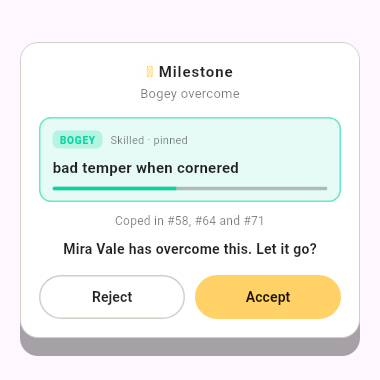 Milestone
Bogey overcome
BOGEY Skilled · pinned
bad temper when cornered
Coped in #58, #64 and #71
Mira Vale has overcome this. Let it go?
Reject Accept